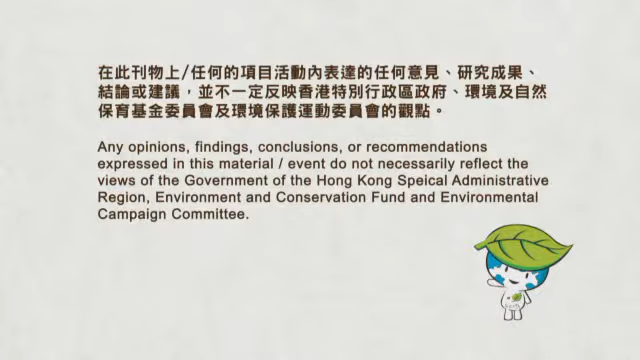 在此刊物上/任何的項目活動內表達的任何意見、研究成果、
結論或建議，並不一定反映香港特別行政區政府、環境及自然
保育基金委員會及環境保護運動委員會的觀點。
Any opinions, findings, conclusions, or recommendations
expressed in this material / event do not necessarily reflect the
views of the Government of the Hong Kong Speical Administrative
Region, Environment and Conservation Fund and Environmental
Campaign Committee.